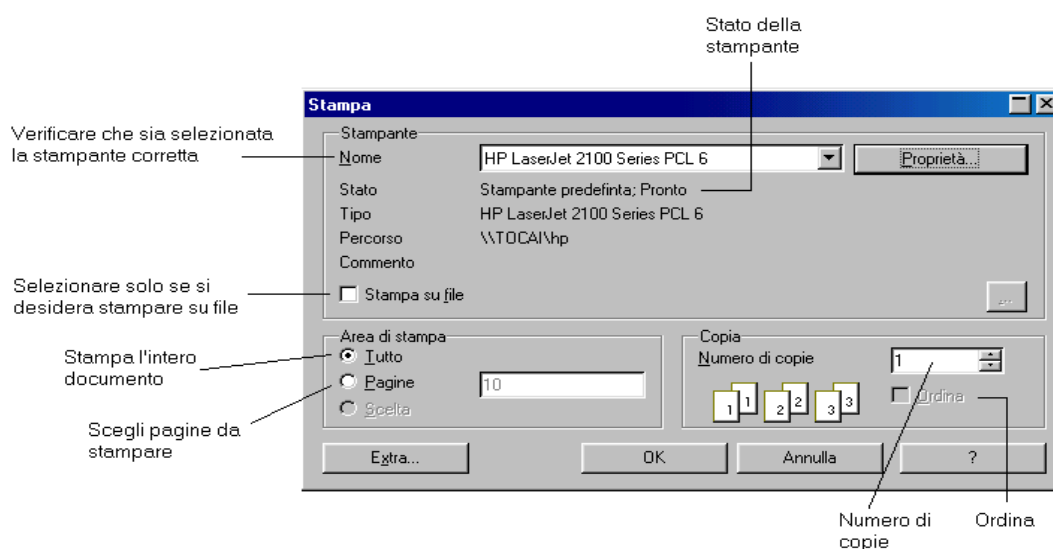 Stato della
stampante
Stampa
Verificare che sia selezionata
la stampante corretta
Stampante
Nome
HP LaserJet 2100 Series PCL 6
Proprietà...
Stato
Stampante predefinta; Pronto
Tipo
HP LaserJet 2100 Series PCL 6
Percorso
\\TOCAI\hp
Commento
Selezionare solo se si
desidera stampare su file
Stampa su file
...
Area di stampa
Tutto
Pagine
10
Scelta
Stampa l'intero
documento
Scegli pagine da
stampare
Copia
Numero di copie
1
1 1 2 2 3 3
Ordina
Extra...
OK
Annulla
?
Numero di
copie
Ordina